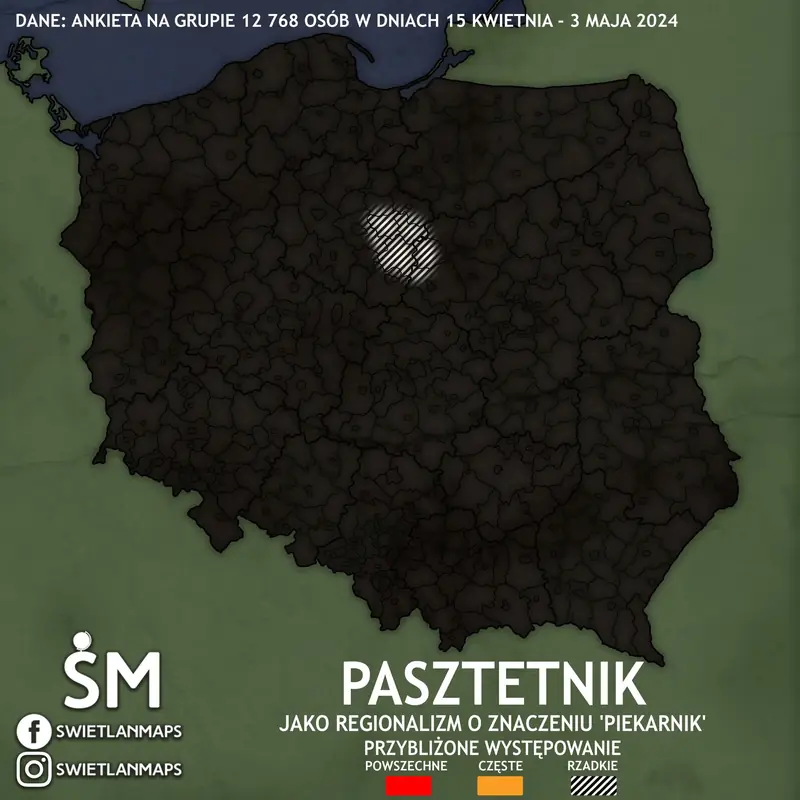 DANE: ANKIETA NA GRUPIE 12 768 OSÓB W DNIACH 15 KWIETNIA - 3 MAJA 2024
ŚM
SWIETLANMAPS
SWIETLANMAPS
PASZTETNIK
JAKO REGIONALIZM O ZNACZENIU 'PIEKARNIK'
PRZYBLIŻONE WYSTĘPOWANIE
POWSZECHNE CZĘSTE RZADKIE